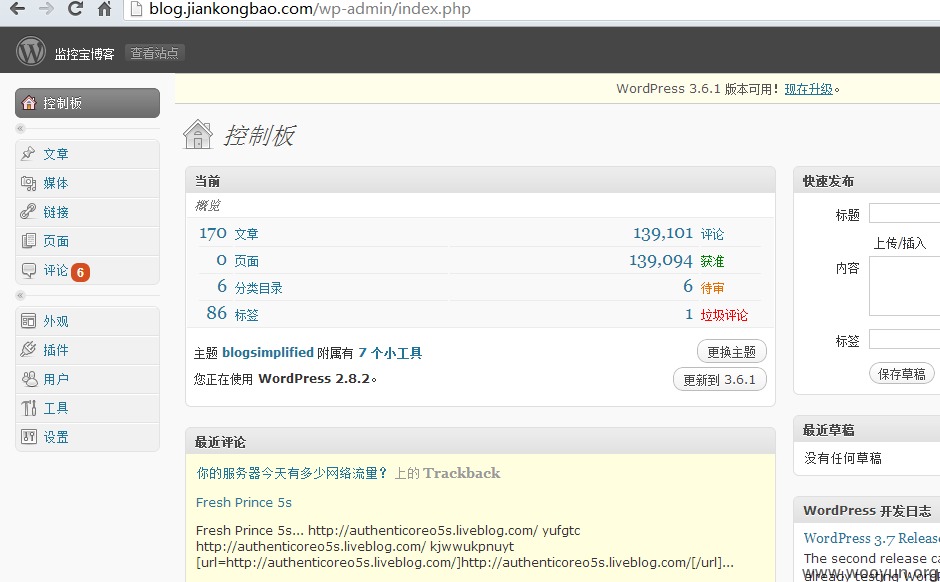 blog.jiankongbao.com/wp-admin/index.php
监控宝博客 查看站点
WordPress 3.6.1 版本可用！现在升级。
控制板
文章
媒体
链接
页面
评论 6
外观
插件
用户
工具
设置
控制板
当前
概览
170 文章 139,101 评论
0 页面 139,094 获准
6 分类目录 6 待审
86 标签 1 垃圾评论
主题 blogsimplified 附属有 7 个小工具 更换主题
您正在使用 WordPress 2.8.2。 更新到 3.6.1
最近评论
你的服务器今天有多少网络流量？ 上的 Trackback
Fresh Prince 5s
Fresh Prince 5s... http://authenticoreo5s.liveblog.com/ yufgtc
http://authenticoreo5s.liveblog.com/ kjwwukpnuyt
[url=http://authenticoreo5s.liveblog.com/]http://authenticoreo5s.liveblog.com/[/url]...
快速发布
标题
上传/插入
内容
标签
保存草稿
最近草稿
没有任何草稿
WordPress 开发日志
WordPress 3.7 Release
The second release ca
already testing WordP
www.wooyun.org